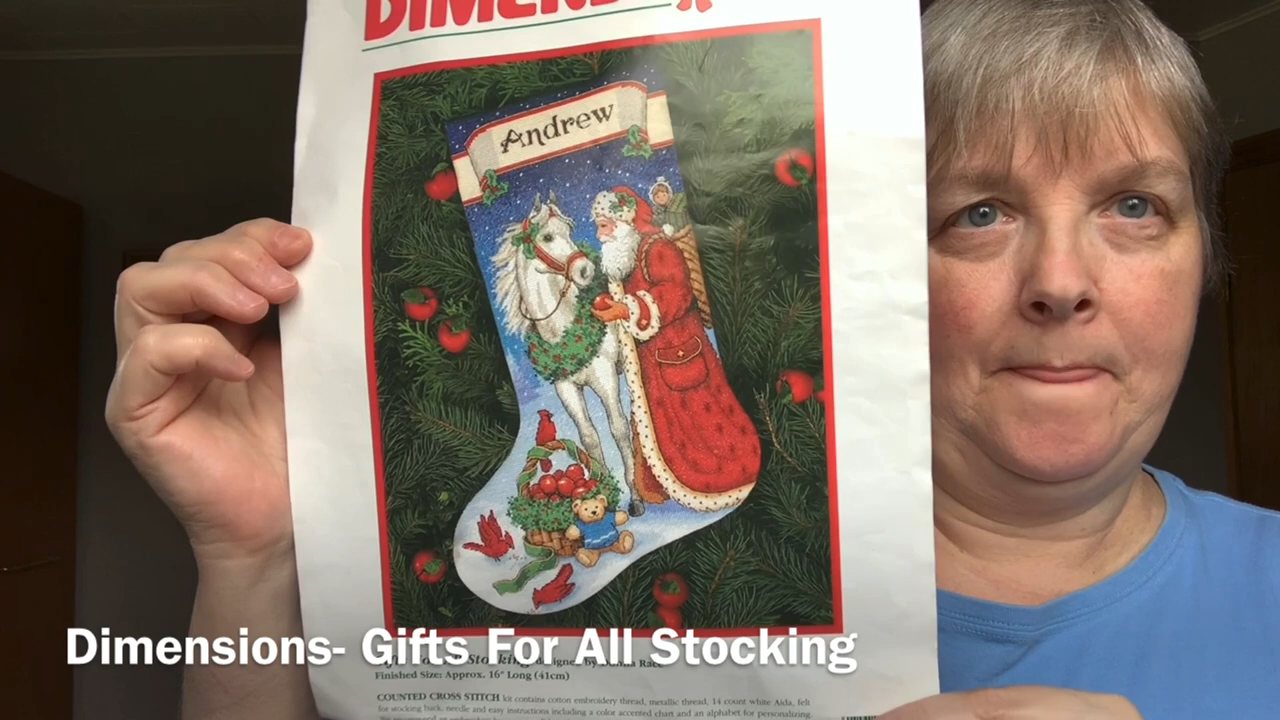 Andrew
Dimensions- Gifts For All Stocking
designed by
Finished Size: Approx. 16" Long (41cm)
COUNTED CROSS STITCH kit contains cotton embroidery thread, metallic thread, 14 count white Aida, felt
for stocking back, needle and easy instructions including a color accented chart and an alphabet for personalizing